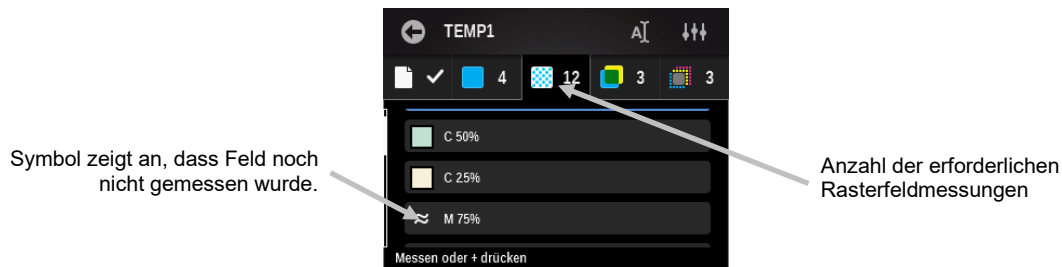 TEMP1
A
4
12
3
3
C 50%
C 25%
M 75%
Messen oder + drücken
Symbol zeigt an, dass Feld noch
nicht gemessen wurde.
Anzahl der erforderlichen
Rasterfeldmessungen